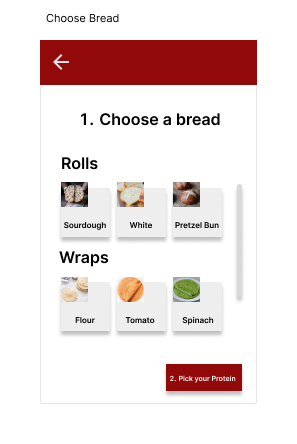 Choose Bread
1. Choose a bread
Rolls
Sourdough White Pretzel Bun
Wraps
Flour Tomato Spinach
2. Pick your Protein